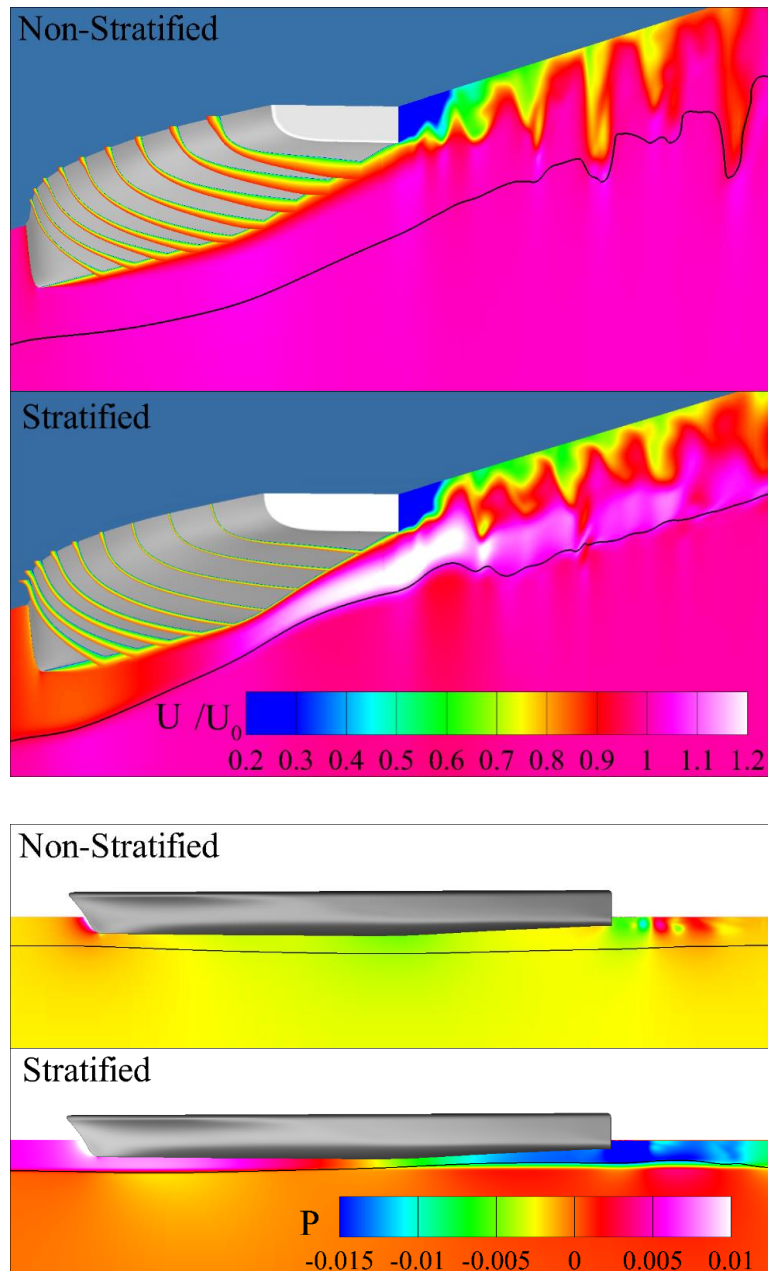 Non-Stratified
Stratified
U /U0
0.2 0.3 0.4 0.5 0.6 0.7 0.8 0.9 1 1.1 1.2
Non-Stratified
Stratified
P
-0.015 -0.01 -0.005 0 0.005 0.01